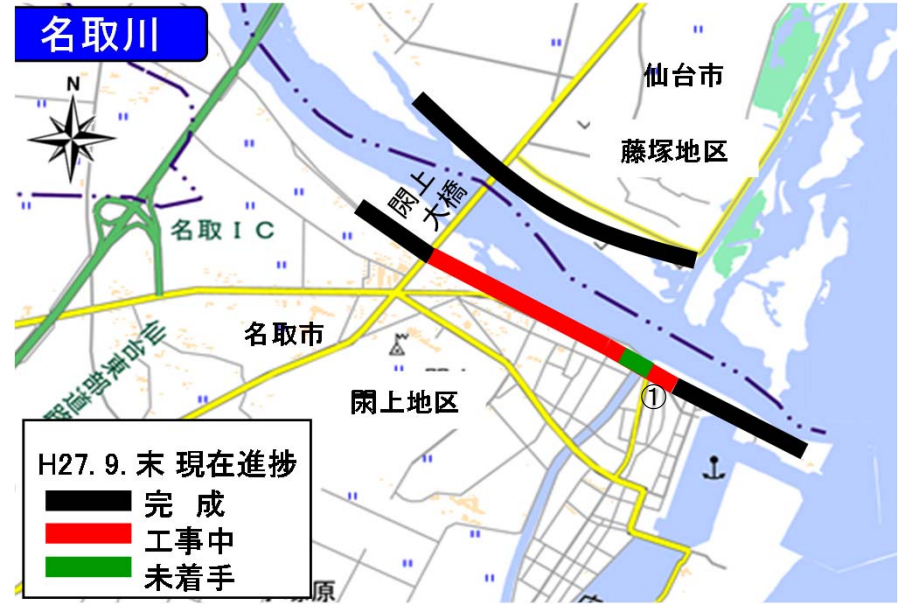 名取川
N
仙台市
藤塚地区
閖上
大橋
名取IC
名取市
仙台東部道路
閖上地区
①
H27.9.末 現在進捗
完 成
工事中
未着手
原